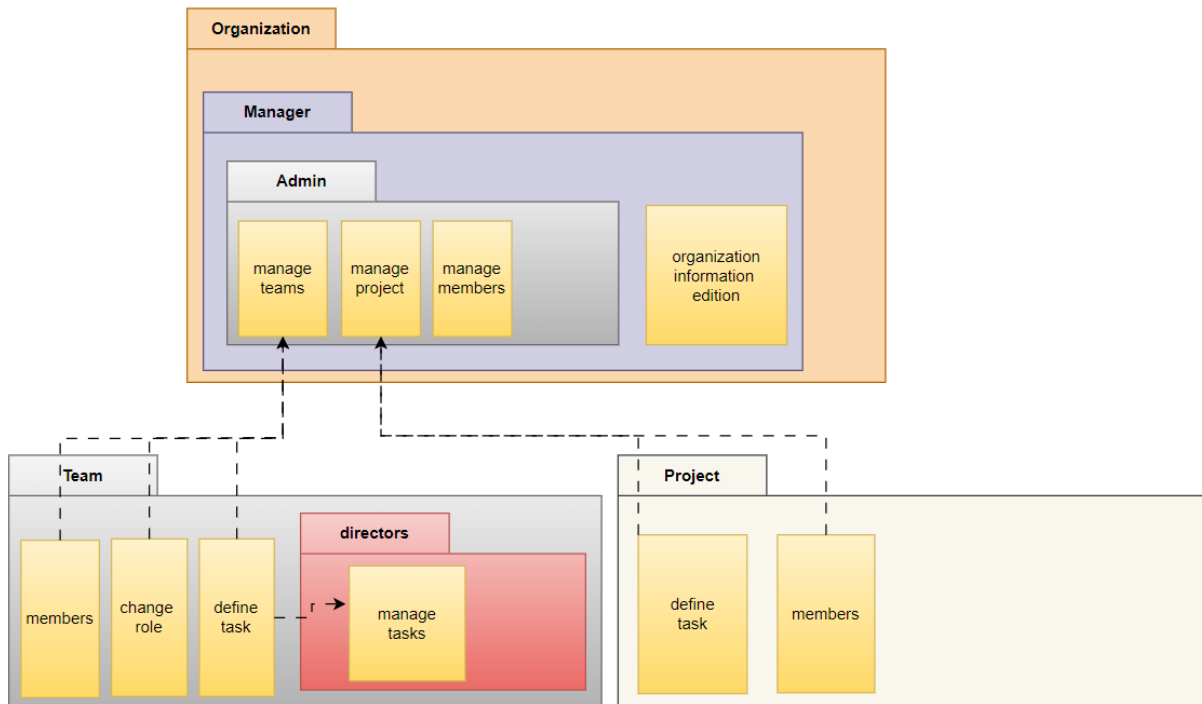 Organization
Manager
Admin
manage
teams
manage
project
manage
members
organization
information
edition
Team
members
change
role
define
task
r
directors
manage
tasks
Project
define
task
members